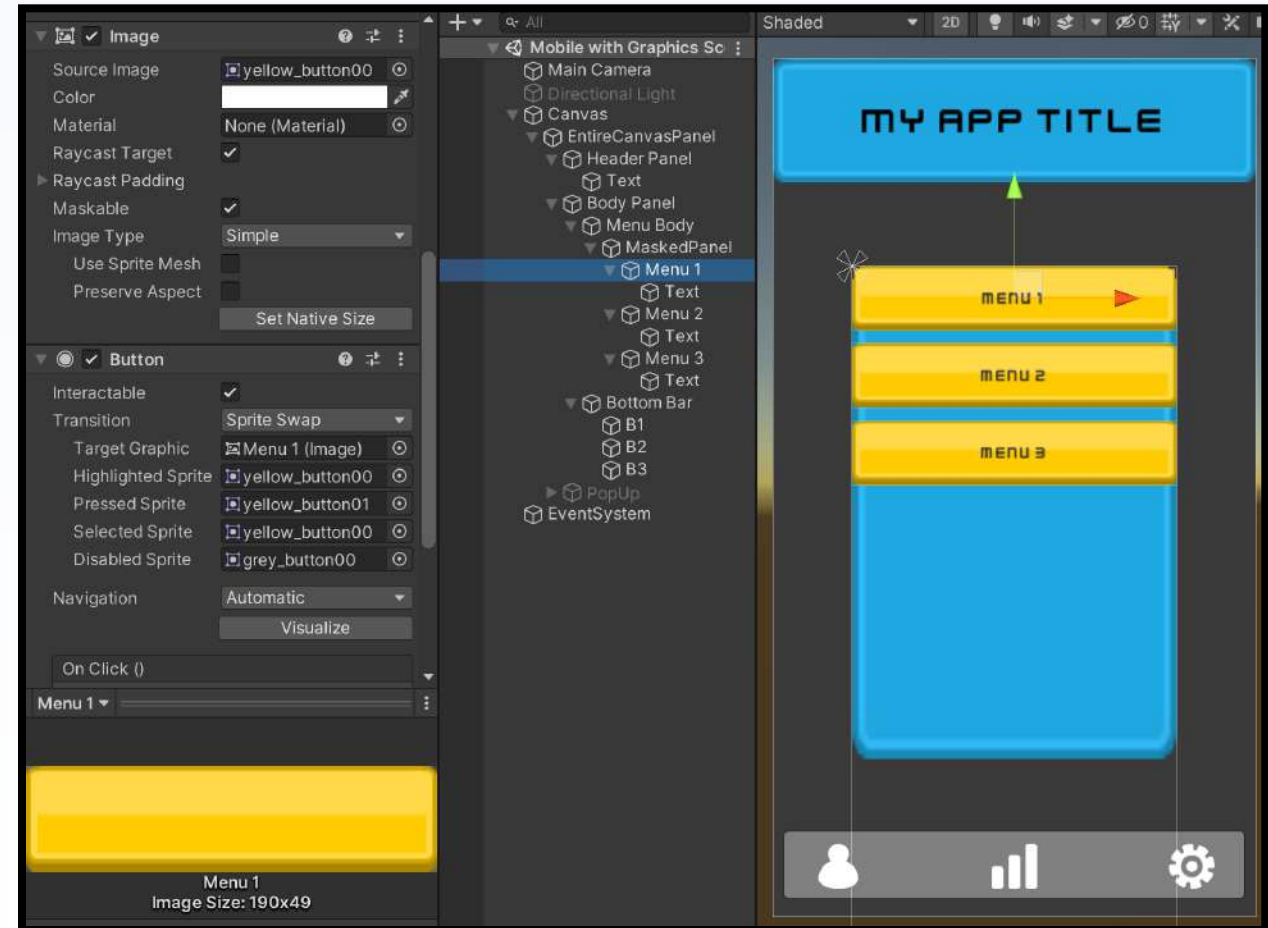 Image
Source Image yellow_button00
Color
Material None (Material)
Raycast Target
Raycast Padding
Maskable
Image Type Simple
Use Sprite Mesh
Preserve Aspect
Set Native Size
Button
Interactable
Transition Sprite Swap
Target Graphic Menu 1 (Image)
Highlighted Sprite yellow_button00
Pressed Sprite yellow_button01
Selected Sprite yellow_button00
Disabled Sprite grey_button00
Navigation Automatic
Visualize
On Click ()
Menu 1
Menu 1
Image Size: 190x49
All
Mobile with Graphics Sc
Main Camera
Directional Light
Canvas
EntireCanvasPanel
Header Panel
Text
Body Panel
Menu Body
MaskedPanel
Menu 1
Text
Menu 2
Text
Menu 3
Text
Bottom Bar
B1
B2
B3
PopUp
EventSystem
Shaded 2D 0
MY APP TITLE
MENU 1
MENU 2
MENU 3